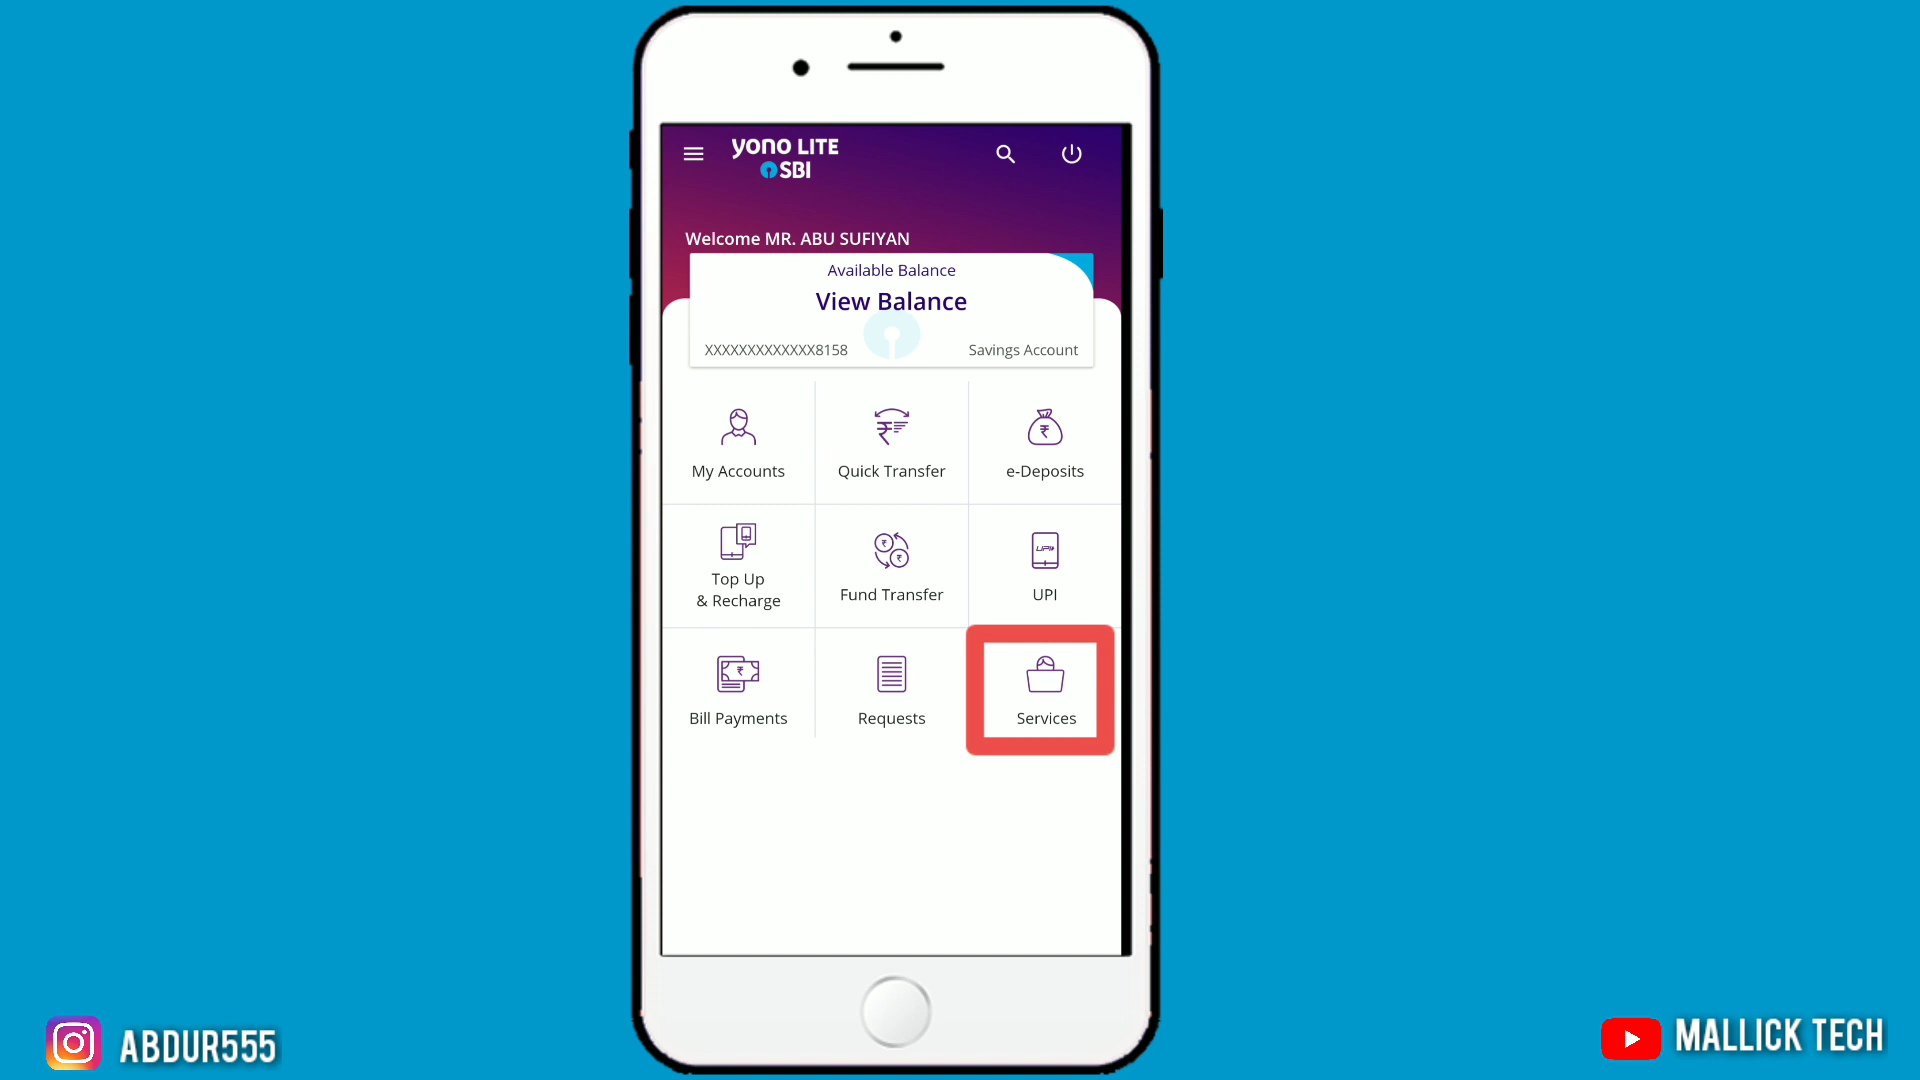 yono LITE
SBI
Welcome MR. ABU SUFIYAN
Available Balance
View Balance
XXXXXXXXXXXXX8158
Savings Account
My Accounts
Quick Transfer
e-Deposits
Top Up
& Recharge
Fund Transfer
UPI
UPI
Bill Payments
Requests
Services
ABDUR555
MALLICK TECH